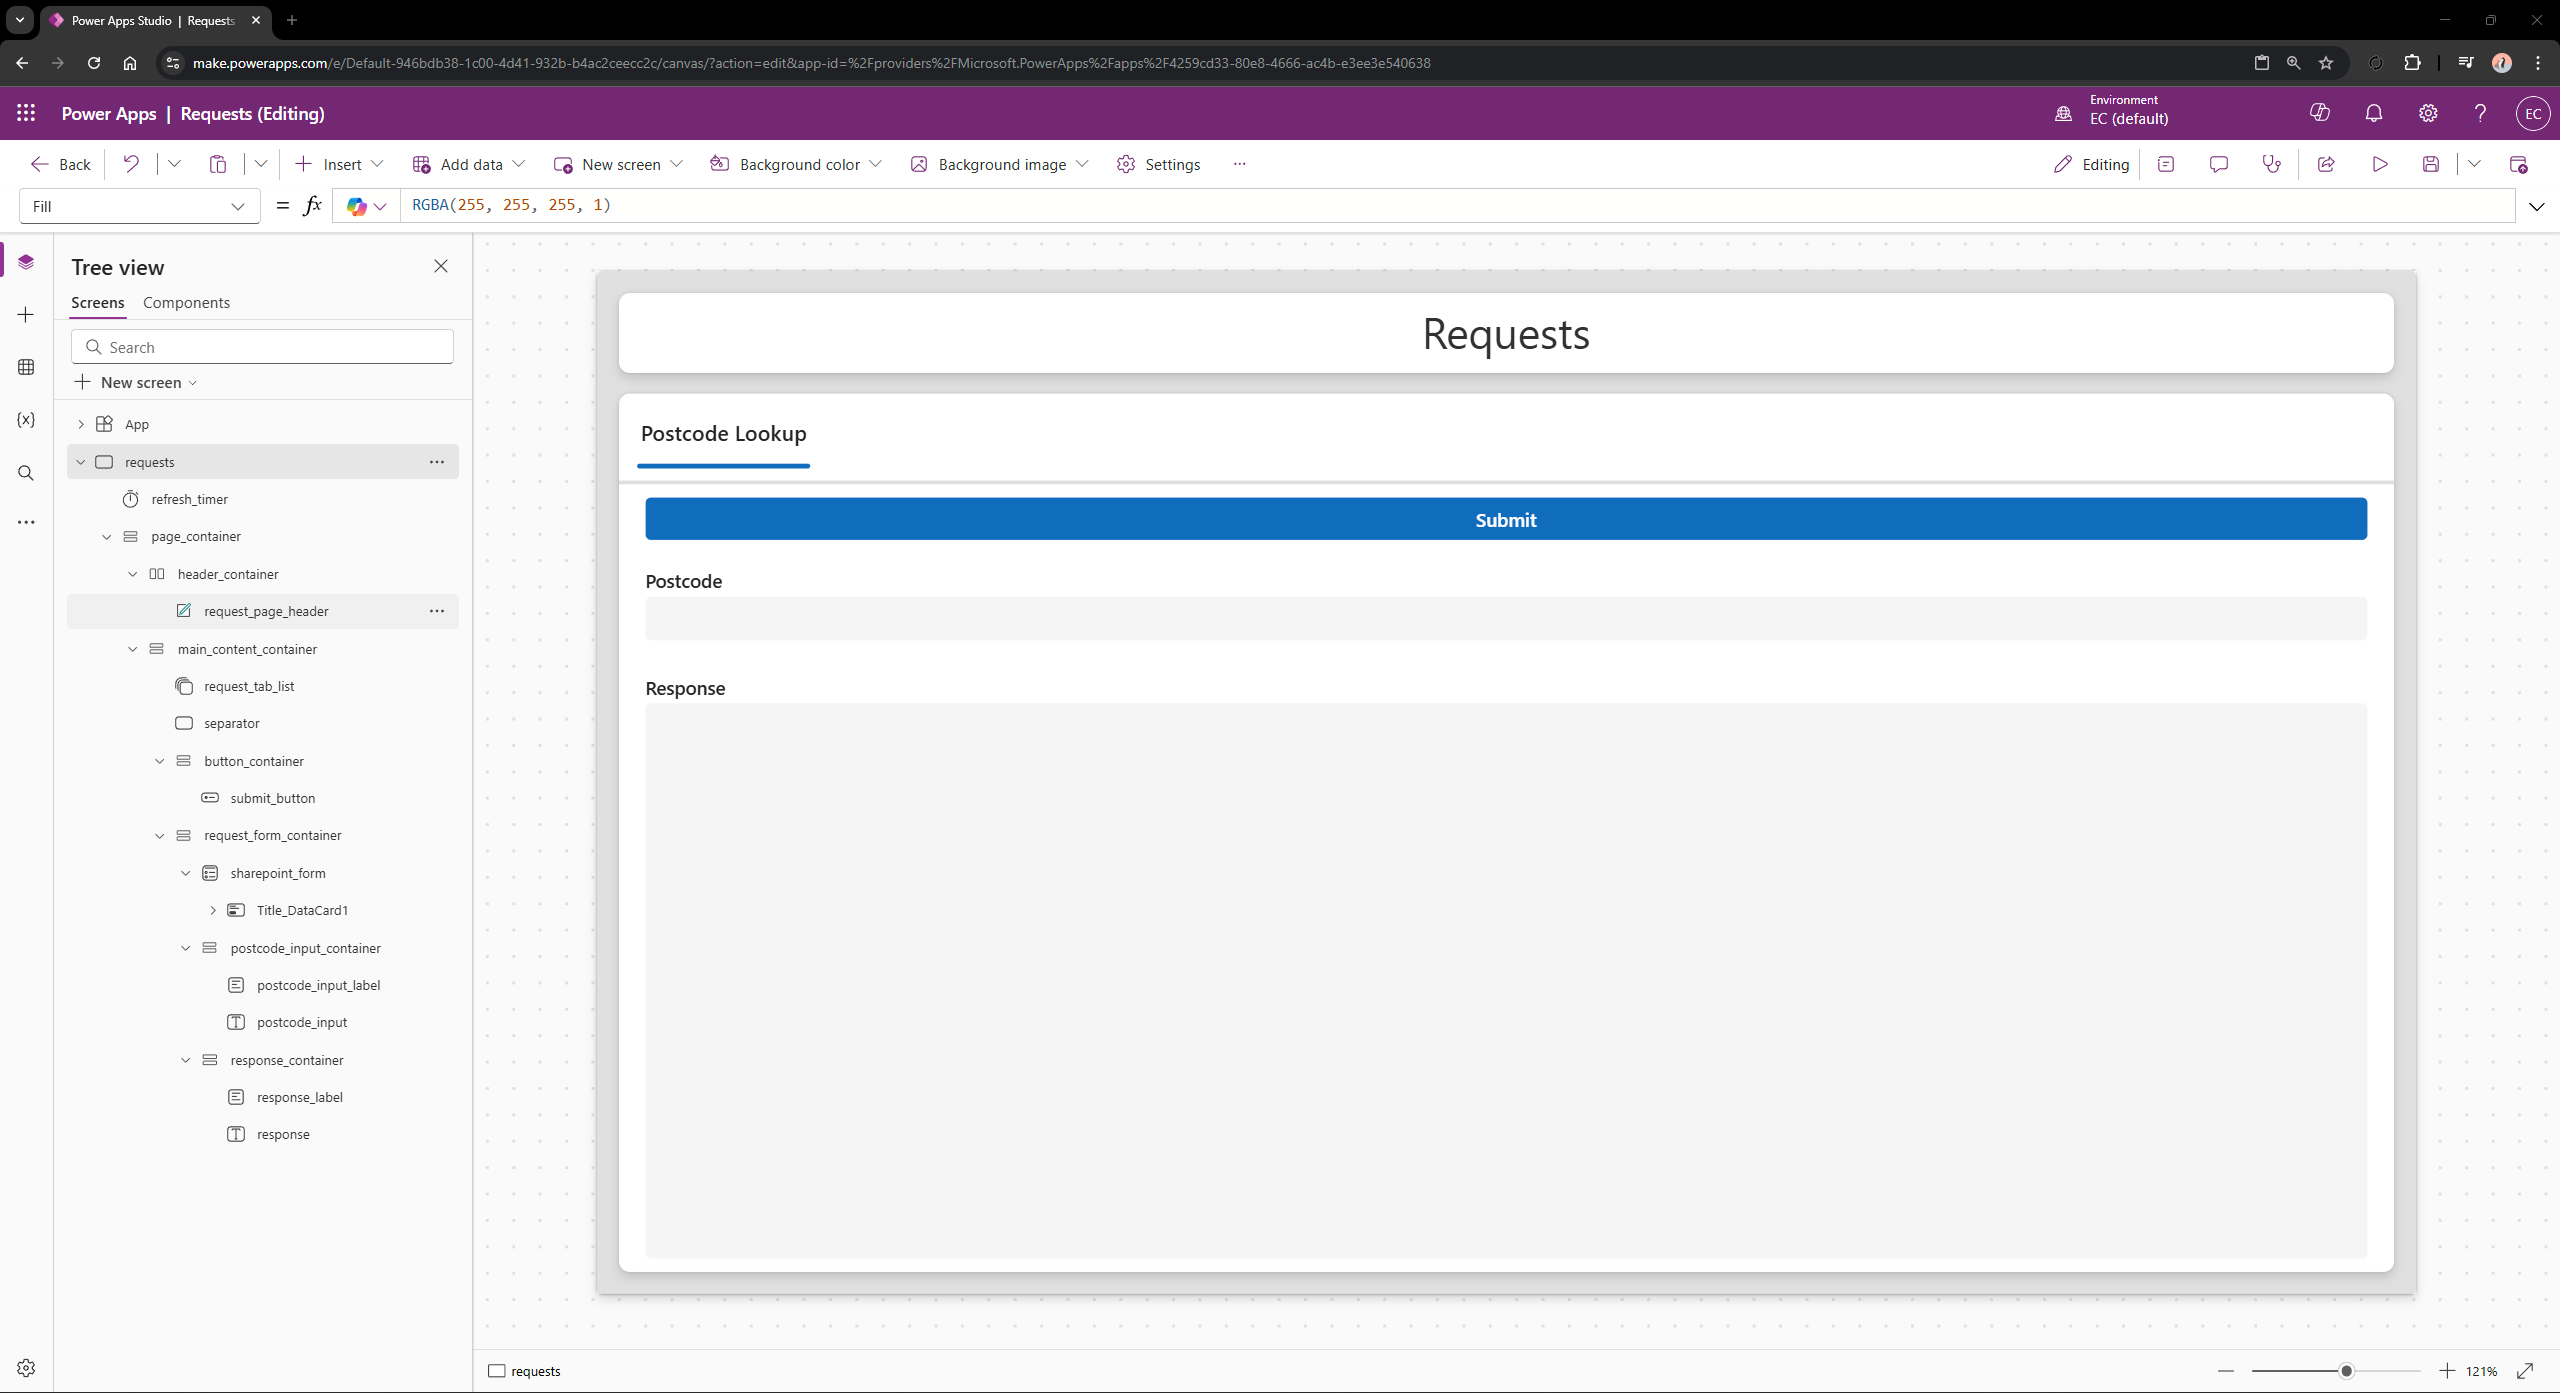 Power Apps Studio | Requests
make.powerapps.com/e/Default-946bdb38-1c00-4d41-932b-b4ac2ceecc2c/canvas/?action=edit&app-id=%2Fproviders%2FMicrosoft.PowerApps%2Fapps%2F4259cd33-80e8-4666-ac4b-e3ee3e540638
Power Apps | Requests (Editing)
Environment
EC (default)
EC
Back
Insert
Add data
New screen
Background color
Background image
Settings
Editing
Fill
= fx
RGBA(255, 255, 255, 1)
Tree view
Screens
Components
Search
New screen
App
requests
refresh_timer
page_container
header_container
request_page_header
main_content_container
request_tab_list
separator
button_container
submit_button
request_form_container
sharepoint_form
Title_DataCard1
postcode_input_container
postcode_input_label
postcode_input
response_container
response_label
response
Requests
Postcode Lookup
Submit
Postcode
Response
requests
121%